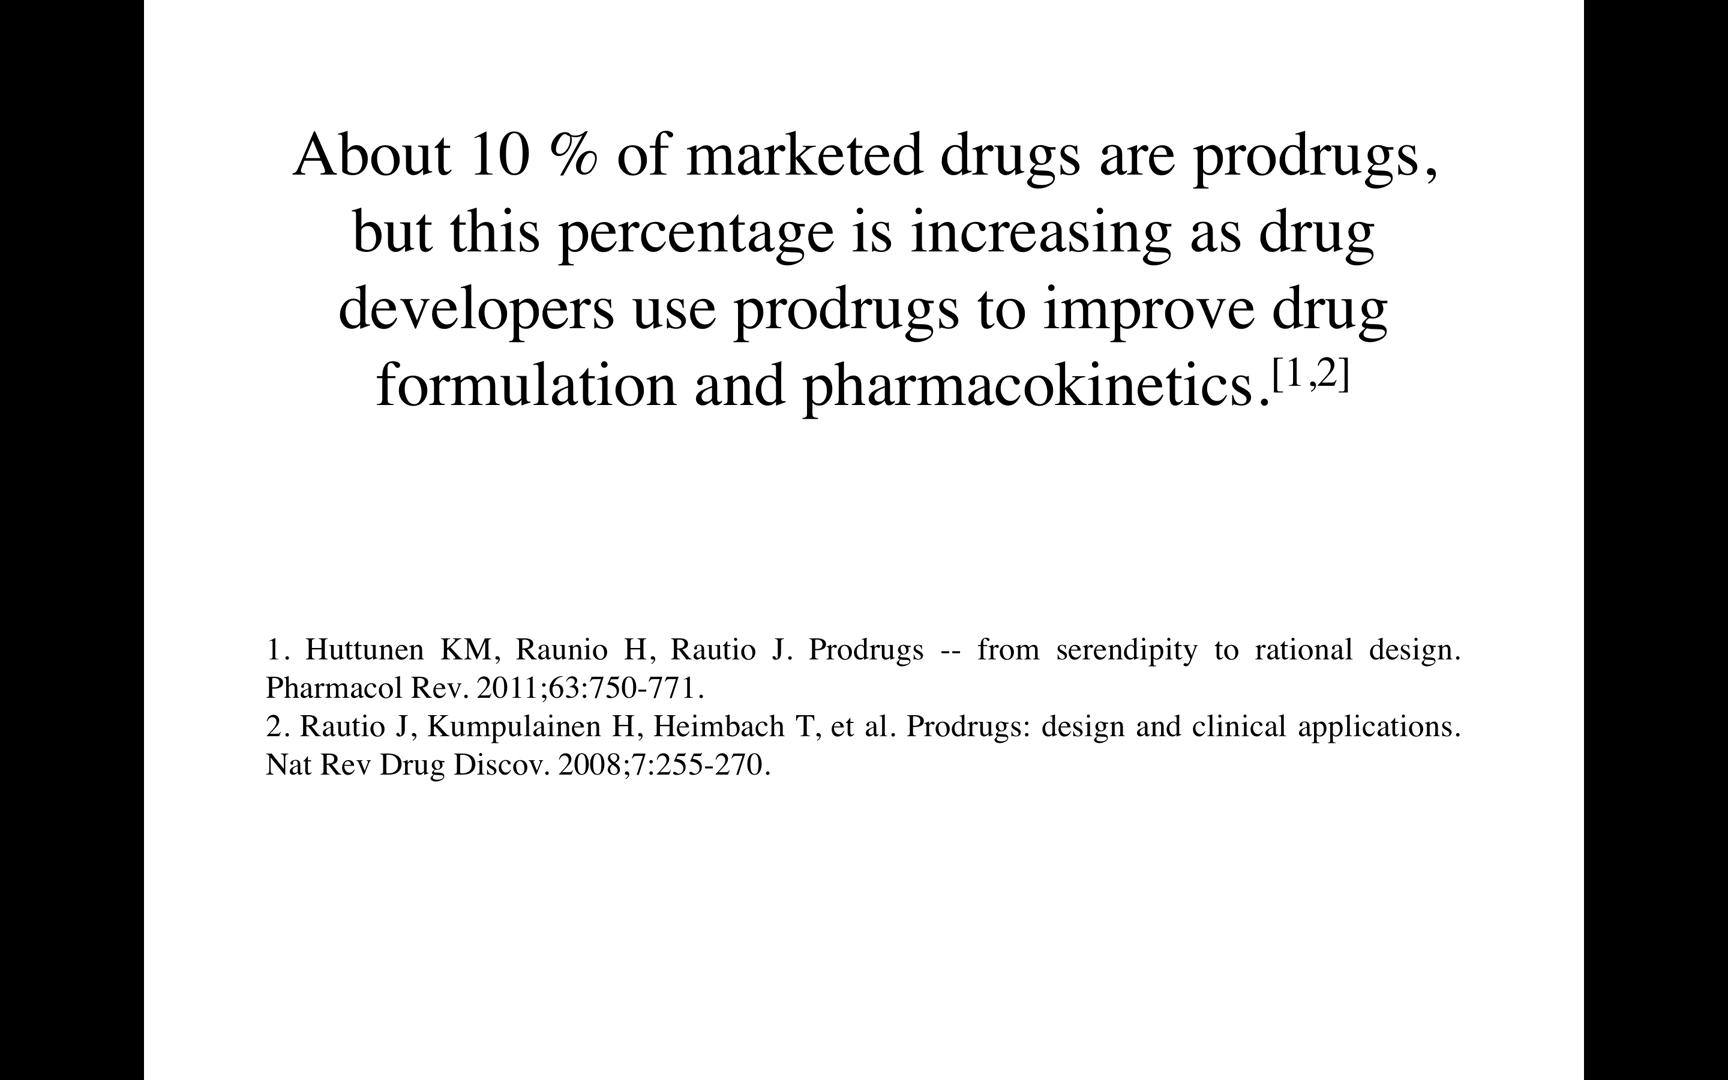 About 10 % of marketed drugs are prodrugs,
but this percentage is increasing as drug
developers use prodrugs to improve drug
formulation and pharmacokinetics.[1,2]
1. Huttunen KM, Raunio H, Rautio J. Prodrugs -- from serendipity to rational design.
Pharmacol Rev. 2011;63:750-771.
2. Rautio J, Kumpulainen H, Heimbach T, et al. Prodrugs: design and clinical applications.
Nat Rev Drug Discov. 2008;7:255-270.